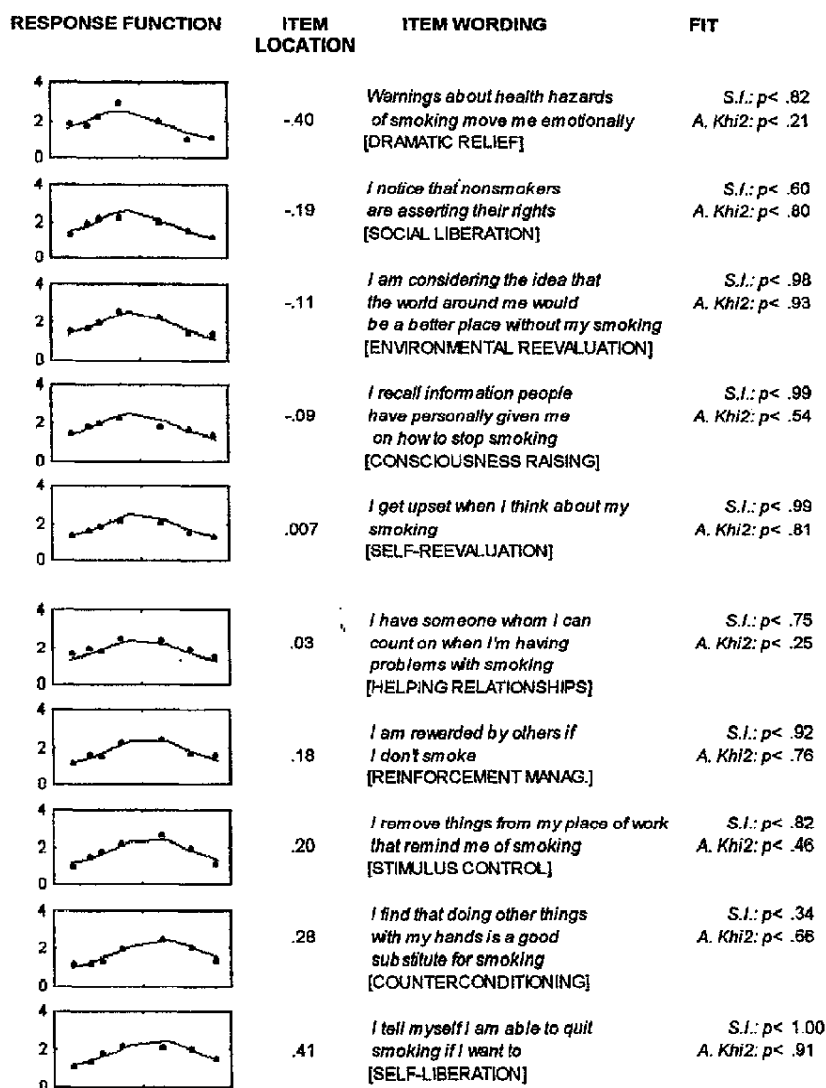 RESPONSE FUNCTION ITEM LOCATION ITEM WORDING FIT
4
2
0
-.40
Warnings about health hazards
of smoking move me emotionally
[DRAMATIC RELIEF]
S.I.: p< .82
A. Khi2: p< .21
4
2
0
-.19
I notice that nonsmokers
are asserting their rights
[SOCIAL LIBERATION]
S.I.: p< .60
A. Khi2: p< .80
4
2
0
-.11
I am considering the idea that
the world around me would
be a better place without my smoking
[ENVIRONMENTAL REEVALUATION]
S.I.: p< .98
A. Khi2: p< .93
4
2
0
-.09
I recall information people
have personally given me
on how to stop smoking
[CONSCIOUSNESS RAISING]
S.I.: p< .99
A. Khi2: p< .54
4
2
0
.007
I get upset when I think about my
smoking
[SELF-REEVALUATION]
S.I.: p< .99
A. Khi2: p< .81
4
2
0
.03
I have someone whom I can
count on when I'm having
problems with smoking
[HELPING RELATIONSHIPS]
S.I.: p< .75
A. Khi2: p< .25
4
2
0
.18
I am rewarded by others if
I don't smoke
[REINFORCEMENT MANAG.]
S.I.: p< .92
A. Khi2: p< .76
4
2
0
.20
I remove things from my place of work
that remind me of smoking
[STIMULUS CONTROL]
S.I.: p< .82
A. Khi2: p< .46
4
2
0
.28
I find that doing other things
with my hands is a good
substitute for smoking
[COUNTERCONDITIONING]
S.I.: p< .34
A. Khi2: p< .66
4
2
0
.41
I tell myself I am able to quit
smoking if I want to
[SELF-LIBERATION]
S.I.: p< 1.00
A. Khi2: p< .91